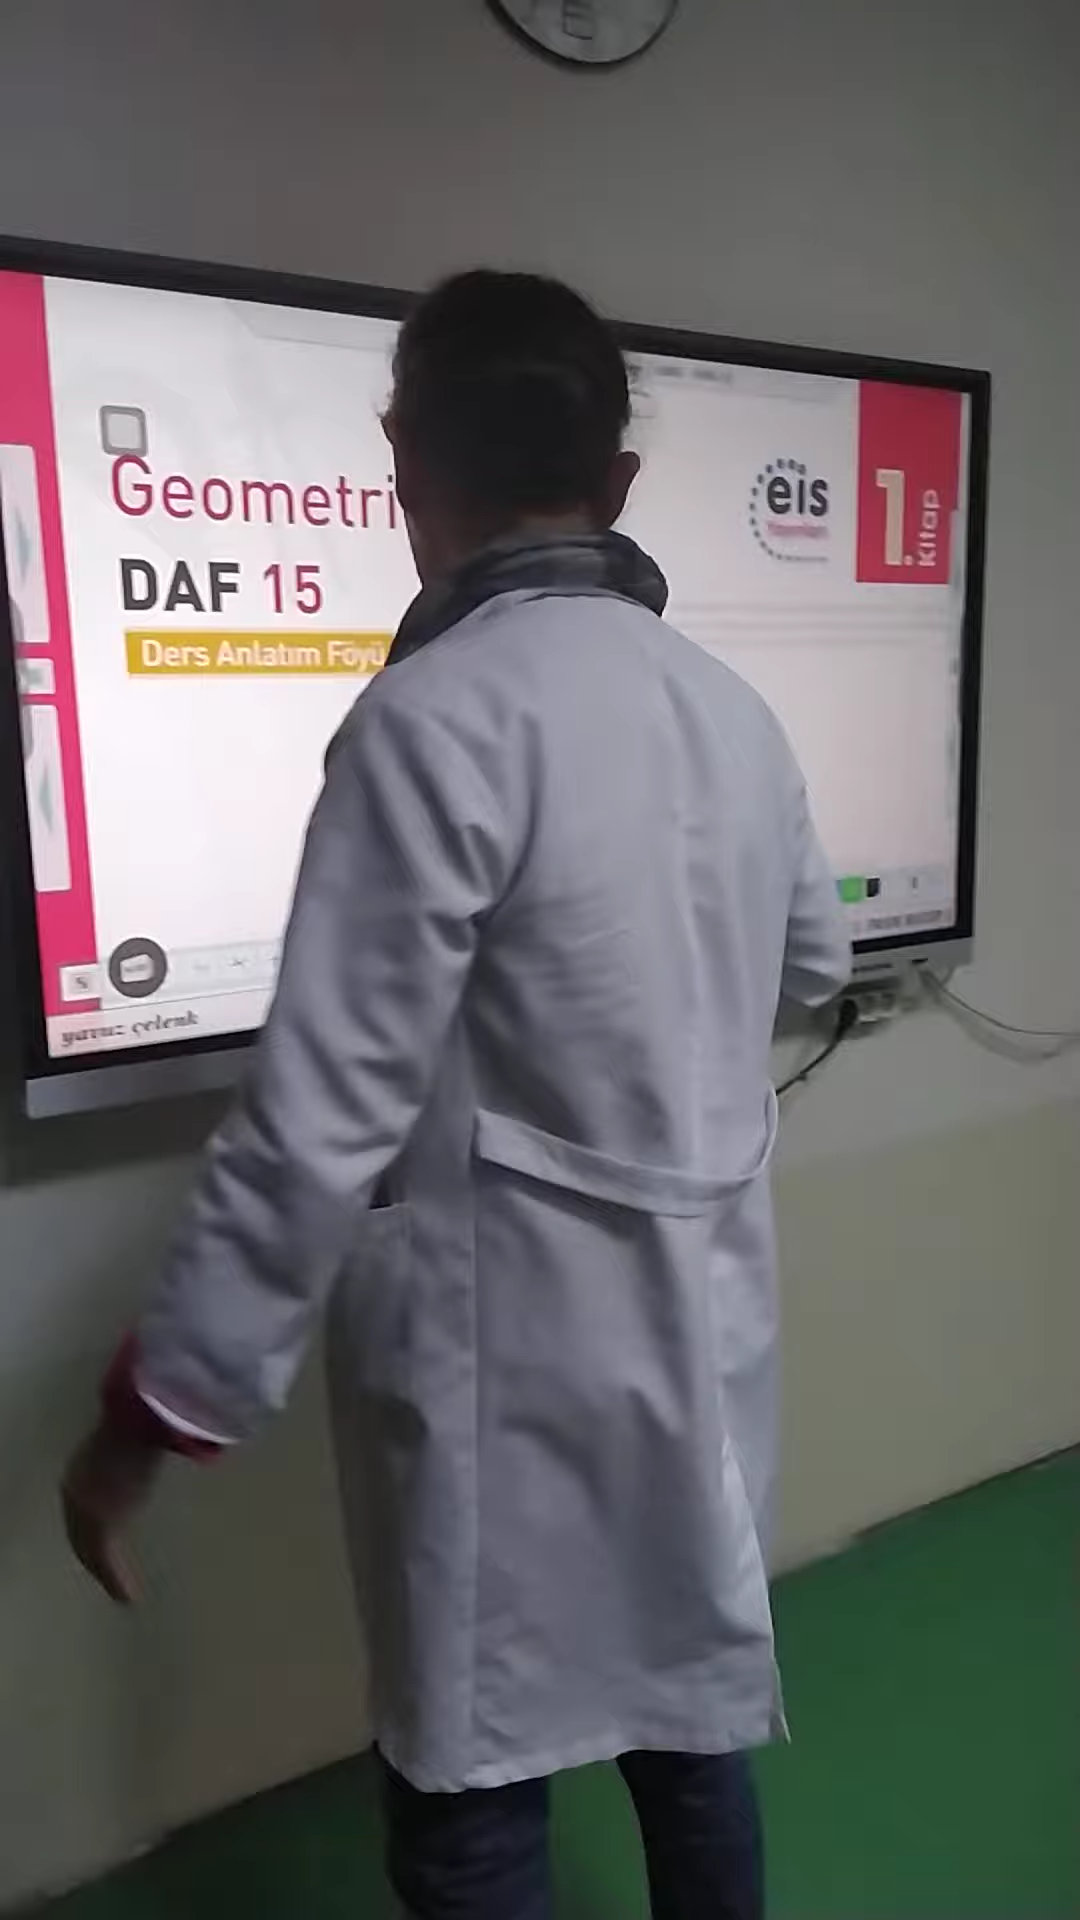 Geometri
DAF 15
Ders Anlatım Föyü
eis
1.
Kitap
yavuz çelenk